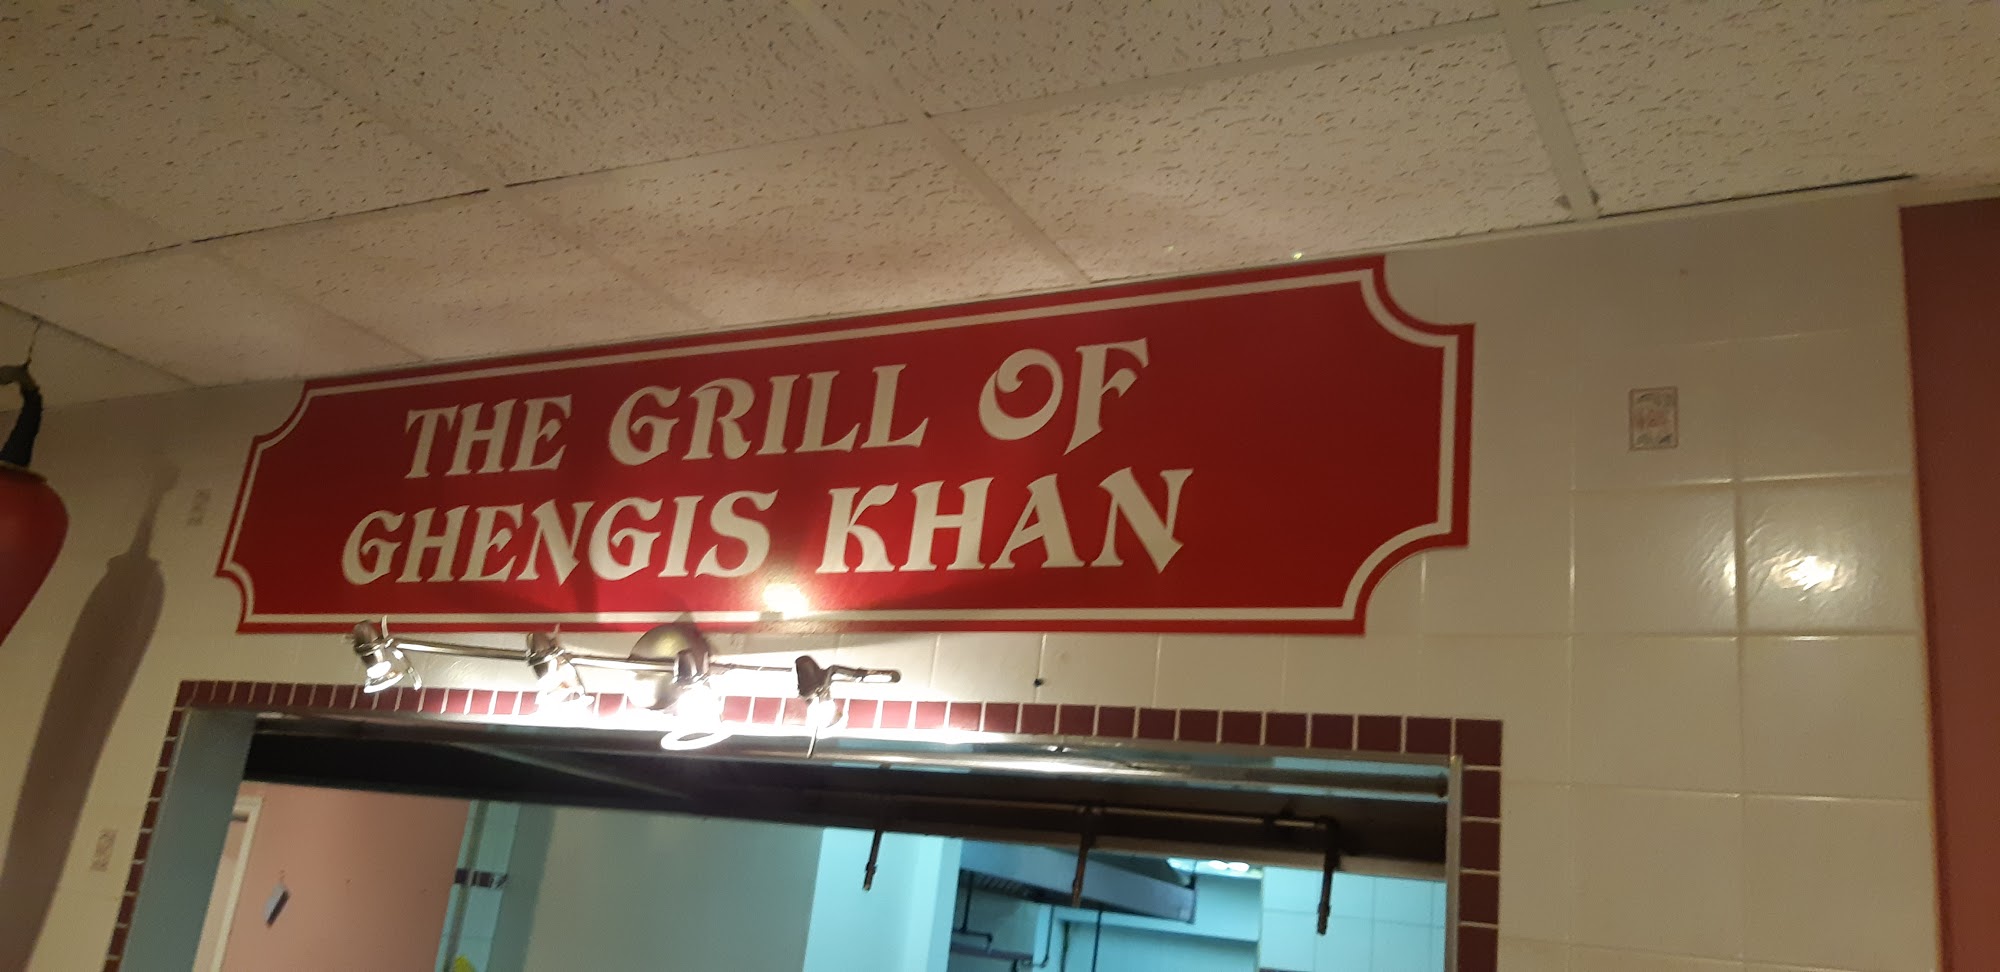 THE GRILL OF
GHENGIS KHAN